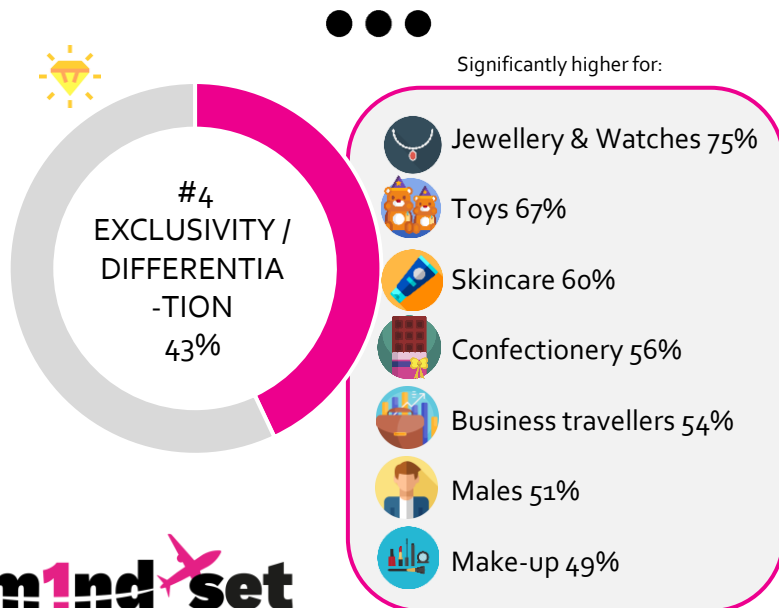 Significantly higher for:
#4
EXCLUSIVITY /
DIFFERENTIA
-TION
43%
Jewellery & Watches 75%
Toys 67%
Skincare 60%
Confectionery 56%
Business travellers 54%
Males 51%
Make-up 49%
m1nd set